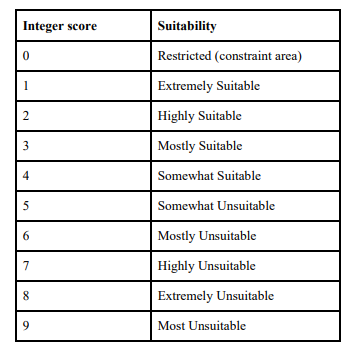 Integer score Suitability
0 Restricted (constraint area)
1 Extremely Suitable
2 Highly Suitable
3 Mostly Suitable
4 Somewhat Suitable
5 Somewhat Unsuitable
6 Mostly Unsuitable
7 Highly Unsuitable
8 Extremely Unsuitable
9 Most Unsuitable